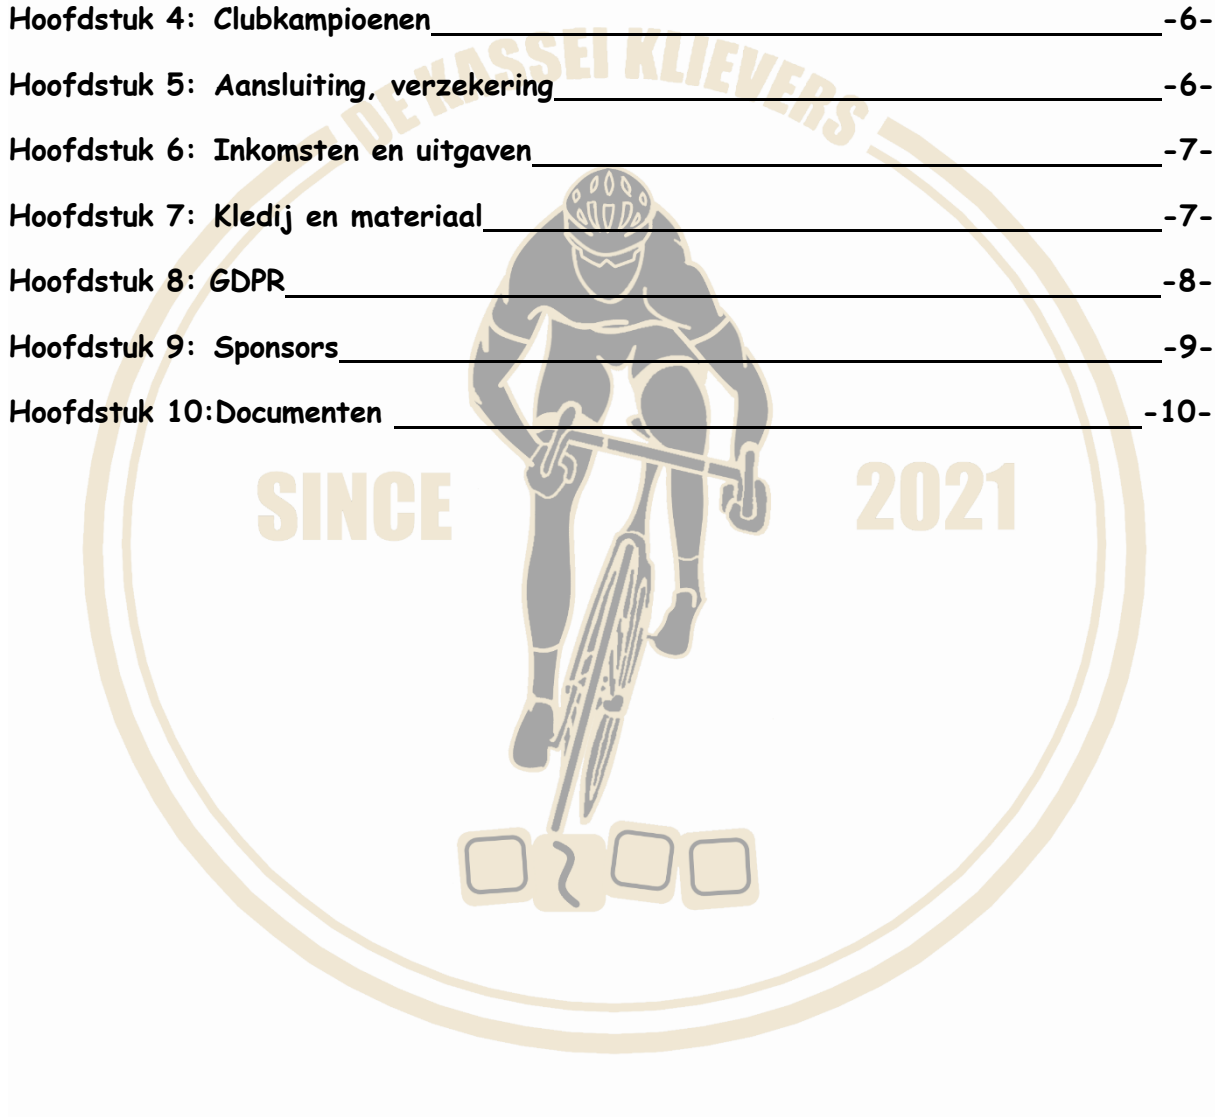 Hoofdstuk 4: Clubkampioenen -6-
DE KASSEI KLIEVERS
Hoofdstuk 5: Aansluiting, verzekering -6-
Hoofdstuk 6: Inkomsten en uitgaven -7-
Hoofdstuk 7: Kledij en materiaal -7-
Hoofdstuk 8: GDPR -8-
Hoofdstuk 9: Sponsors -9-
Hoofdstuk 10:Documenten -10-
SINCE 2021